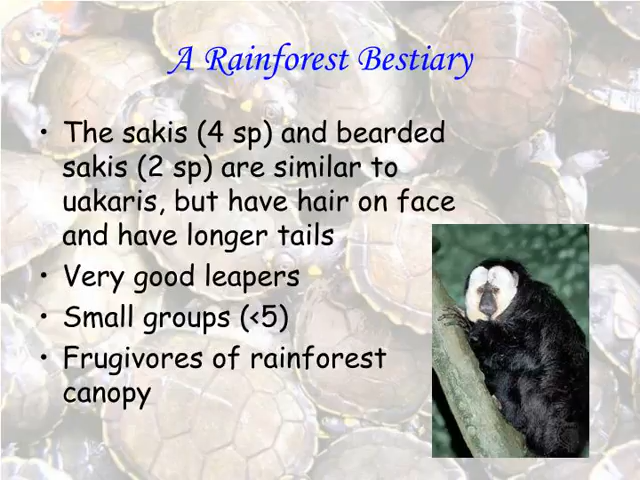 A Rainforest Bestiary
• The sakis (4 sp) and bearded
sakis (2 sp) are similar to
uakaris, but have hair on face
and have longer tails
• Very good leapers
• Small groups (<5)
• Frugivores of rainforest
canopy